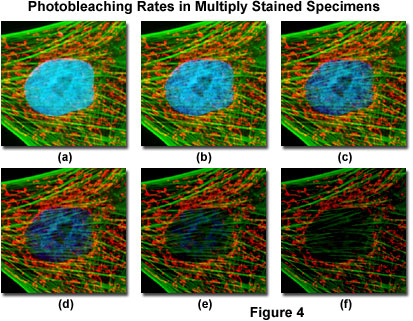 Photobleaching Rates in Multiply Stained Specimens
(a) (b) (c)
(d) (e) (f)
Figure 4